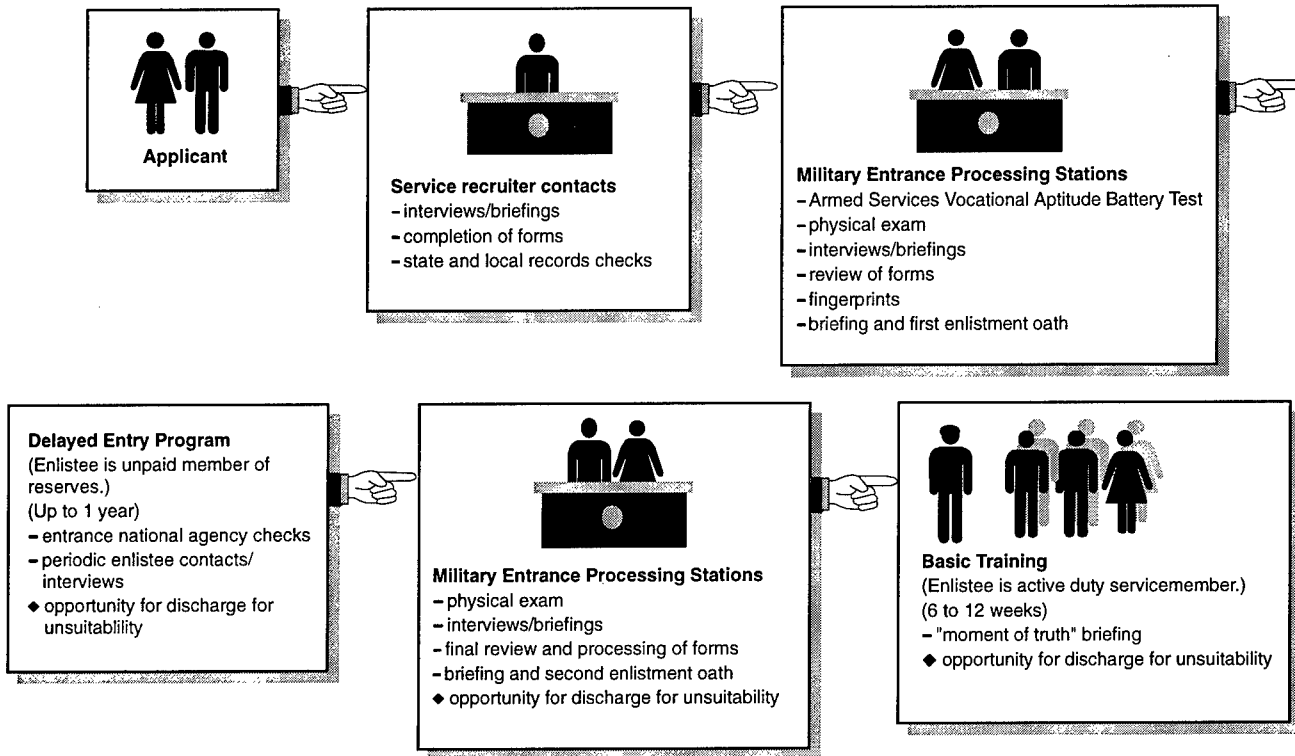 Applicant
Service recruiter contacts
– interviews/briefings
– completion of forms
– state and local records checks
Military Entrance Processing Stations
– Armed Services Vocational Aptitude Battery Test
– physical exam
– interviews/briefings
– review of forms
– fingerprints
– briefing and first enlistment oath
Delayed Entry Program
(Enlistee is unpaid member of
reserves.)
(Up to 1 year)
– entrance national agency checks
– periodic enlistee contacts/
interviews
◆ opportunity for discharge for
unsuitablility
Military Entrance Processing Stations
– physical exam
– interviews/briefings
– final review and processing of forms
– briefing and second enlistment oath
◆ opportunity for discharge for unsuitability
Basic Training
(Enlistee is active duty servicemember.)
(6 to 12 weeks)
– "moment of truth" briefing
◆ opportunity for discharge for unsuitability